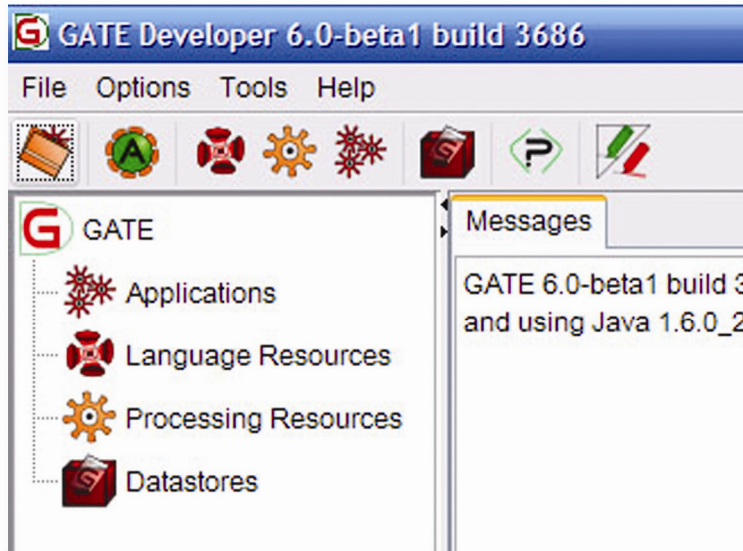 GATE Developer 6.0-beta1 build 3686
File Options Tools Help
GATE
Applications
Language Resources
Processing Resources
Datastores
Messages
GATE 6.0-beta1 build
and using Java